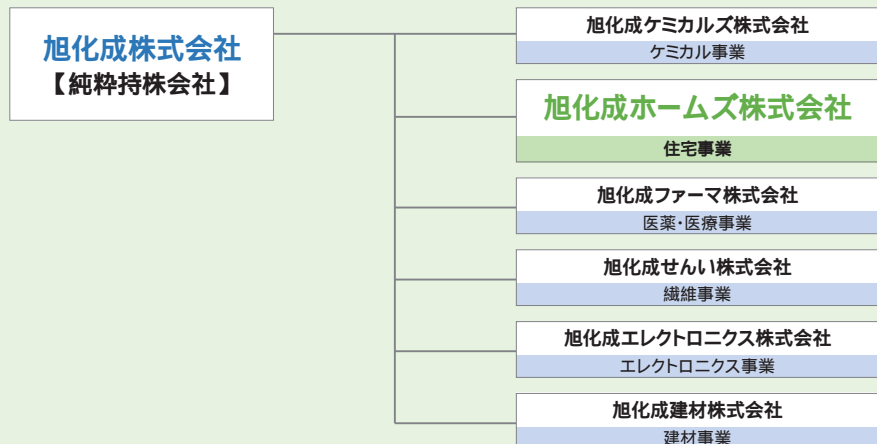 旭化成株式会社
【純粋持株会社】
旭化成ケミカルズ株式会社
ケミカル事業
旭化成ホームズ株式会社
住宅事業
旭化成ファーマ株式会社
医薬・医療事業
旭化成せんい株式会社
繊維事業
旭化成エレクトロニクス株式会社
エレクトロニクス事業
旭化成建材株式会社
建材事業